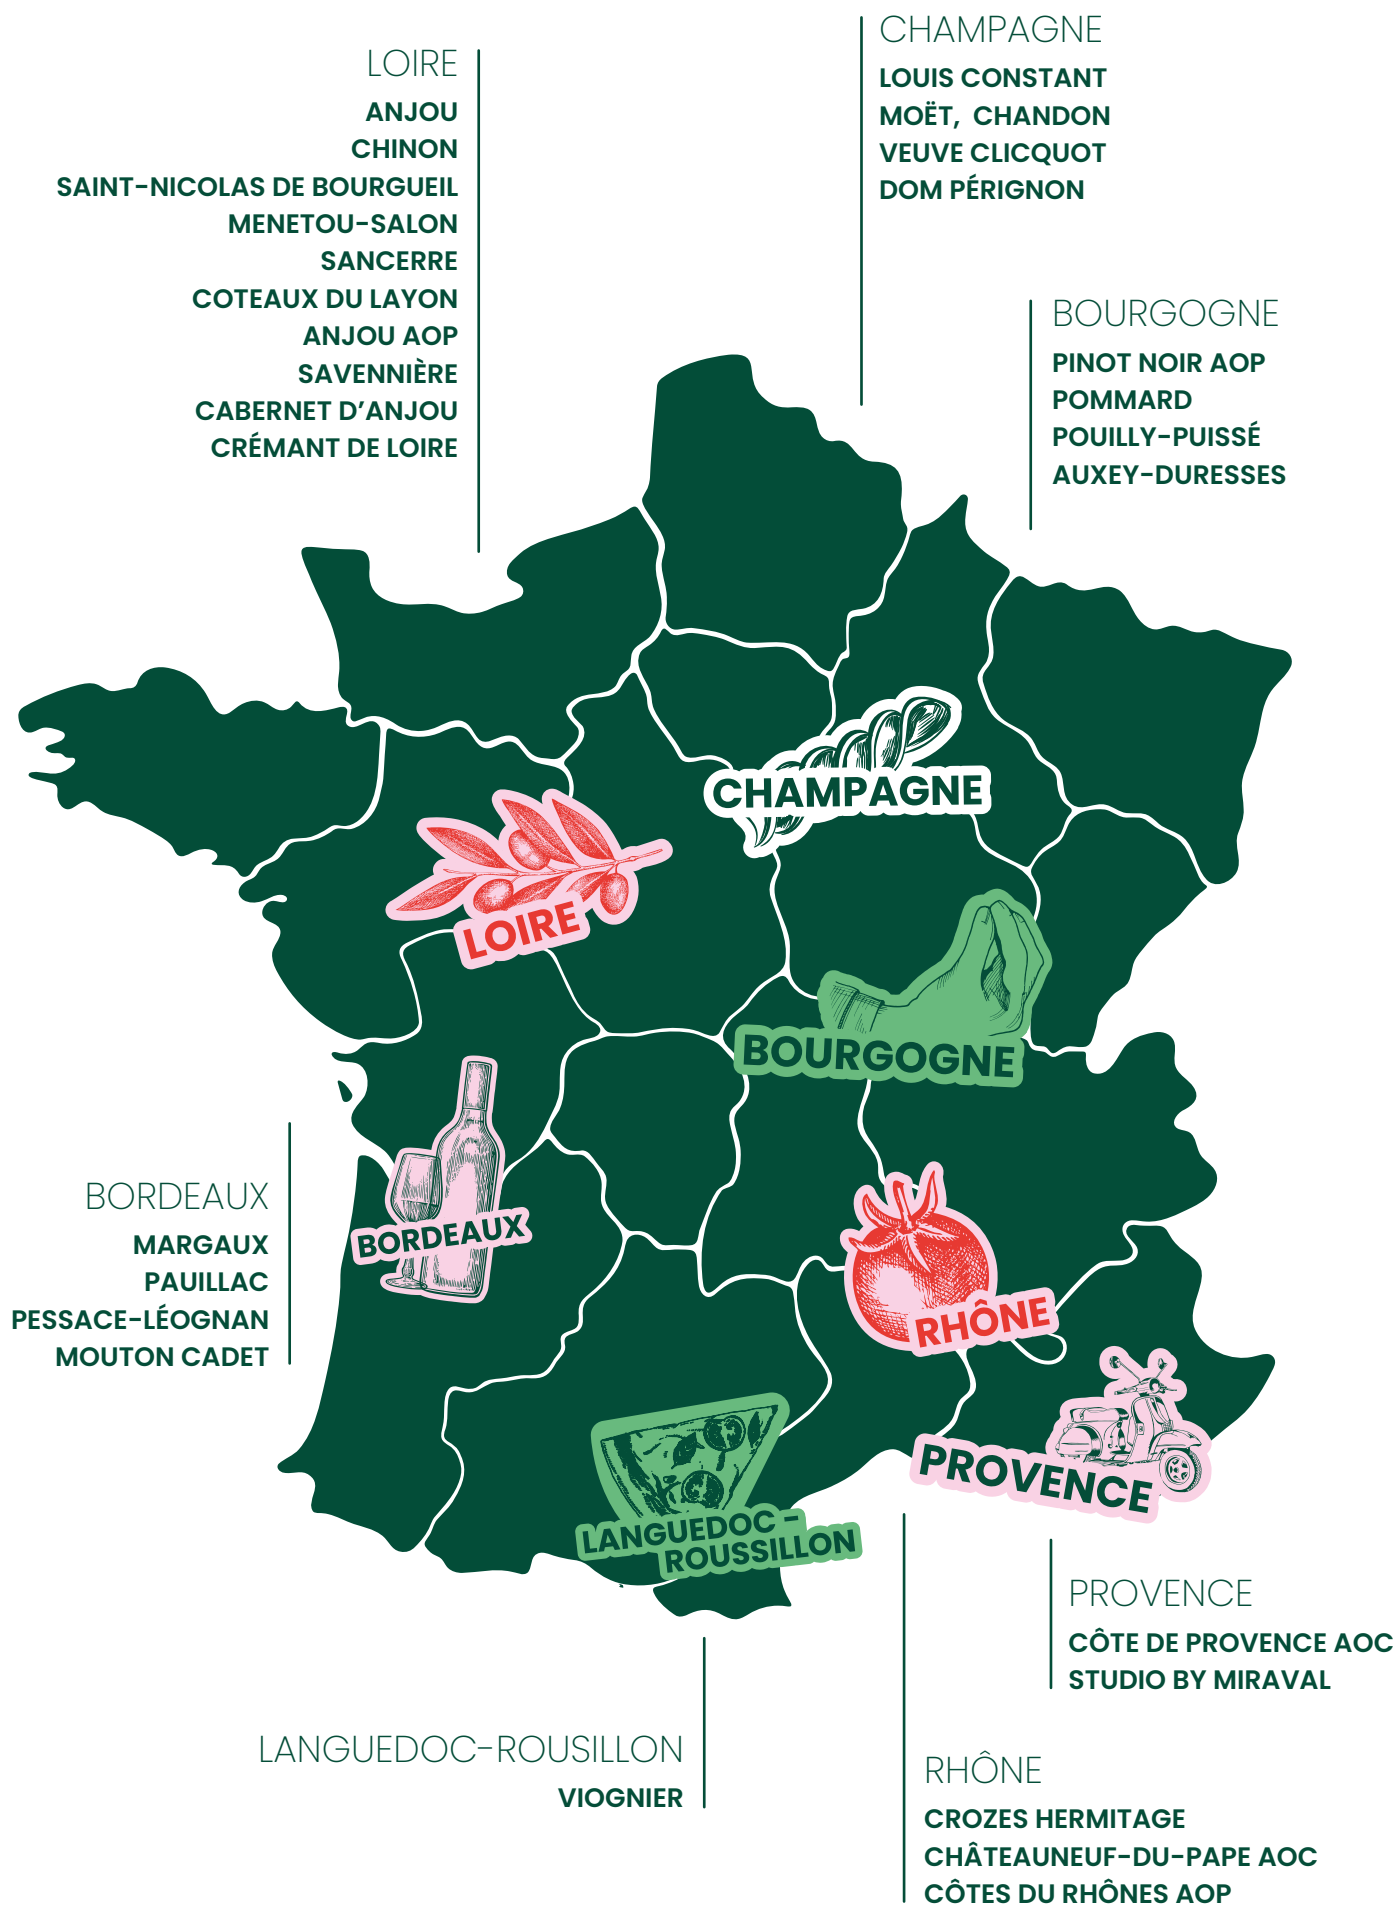 CHAMPAGNE
LOUIS CONSTANT
MOËT, CHANDON
VEUVE CLICQUOT
DOM PÉRIGNON
LOIRE
ANJOU
CHINON
SAINT-NICOLAS DE BOURGUEIL
MENETOU-SALON
SANCERRE
COTEAUX DU LAYON
ANJOU AOP
SAVENNIÈRE
CABERNET D’ANJOU
CRÉMANT DE LOIRE
BOURGOGNE
PINOT NOIR AOP
POMMARD
POUILLY-PUISSÉ
AUXEY-DURESSES
CHAMPAGNE
LOIRE
BOURGOGNE
BORDEAUX
RHÔNE
PROVENCE
LANGUEDOC -
ROUSSILLON
BORDEAUX
MARGAUX
PAUILLAC
PESSACE-LÉOGNAN
MOUTON CADET
PROVENCE
CÔTE DE PROVENCE AOC
STUDIO BY MIRAVAL
LANGUEDOC-ROUSILLON
VIOGNIER
RHÔNE
CROZES HERMITAGE
CHÂTEAUNEUF-DU-PAPE AOC
CÔTES DU RHÔNES AOP